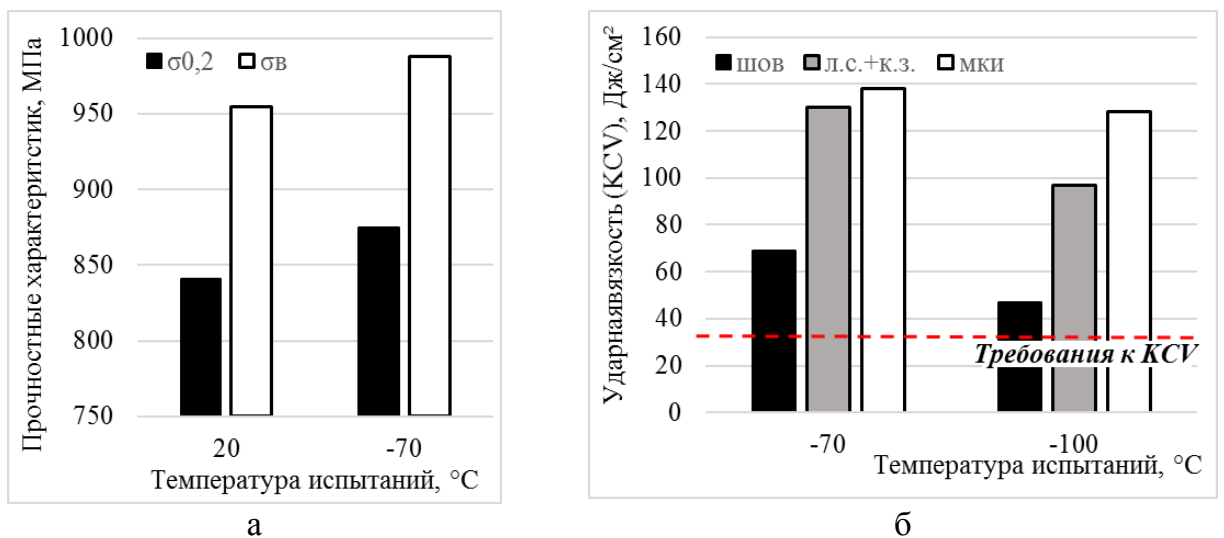 Прочностные характеритстик, МПа
1000
950
900
850
800
750
σ0,2 σв
20 -70
Температура испытаний, °C
а
Ударнаявязкость (KCV), Дж/см²
160
140
120
100
80
60
40
20
0
шов л.с.+к.з. мки
Требования к KCV
-70 -100
Температура испытаний, °C
б